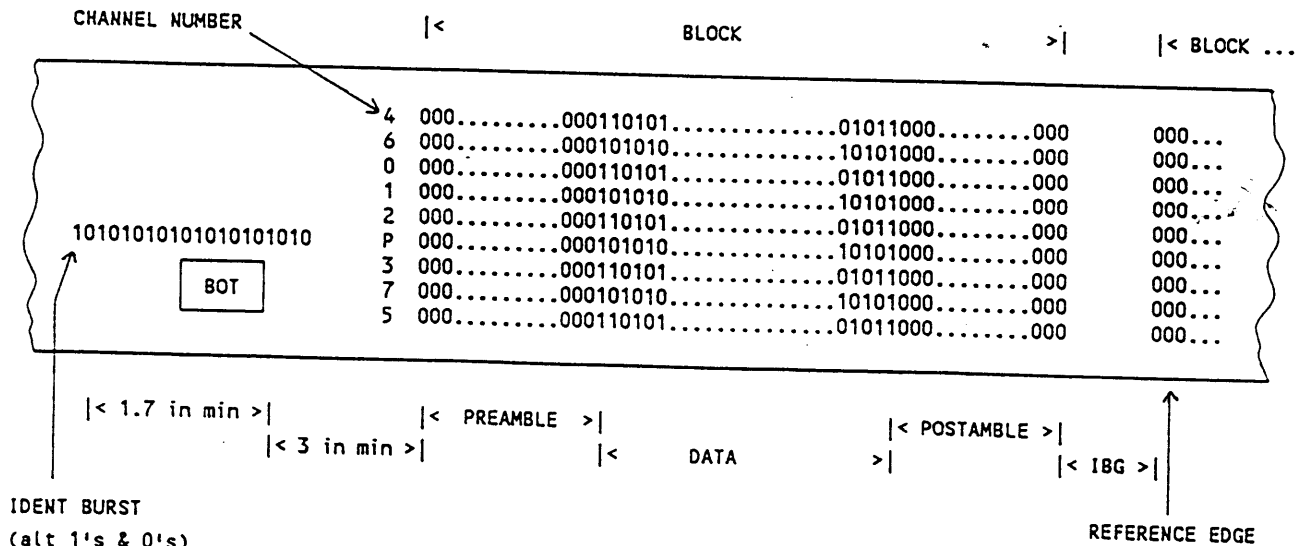 CHANNEL NUMBER |< BLOCK >| |< BLOCK ...
4 000.........000110101..............01011000........000 000...
6 000.........000101010..............10101000........000 000...
0 000.........000110101..............01011000........000 000...
1 000.........000101010..............10101000........000 000...
2 000.........000110101..............01011000........000 000...
10101010101010101010 P 000.........000101010..............10101000........000 000...
3 000.........000110101..............01011000........000 000...
BOT 7 000.........000101010..............10101000........000 000...
5 000.........000110101..............01011000........000 000...
|< 1.7 in min >| |< PREAMBLE >| |< POSTAMBLE >|
|< 3 in min >| |< DATA >| |< IBG >|
IDENT BURST
(alt 1's & 0's) REFERENCE EDGE